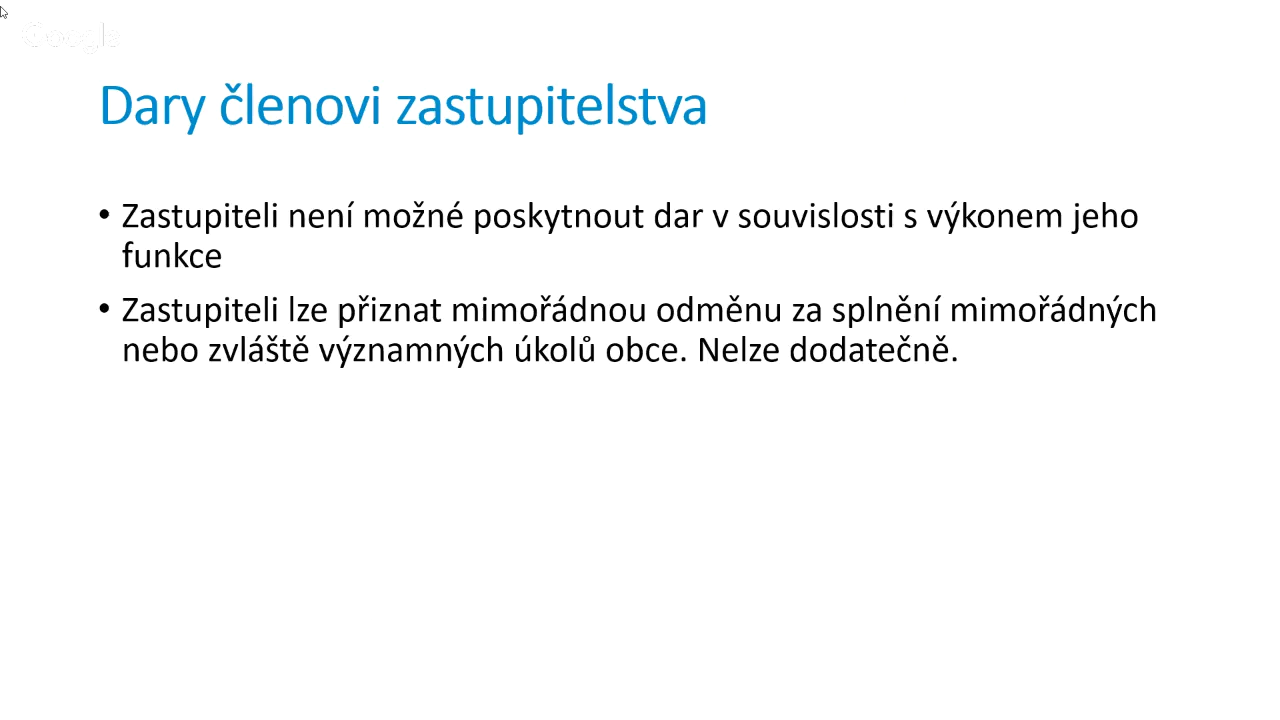 Google
Dary členovi zastupitelstva
• Zastupiteli není možné poskytnout dar v souvislosti s výkonem jeho
funkce
• Zastupiteli lze přiznat mimořádnou odměnu za splnění mimořádných
nebo zvláště významných úkolů obce. Nelze dodatečně.